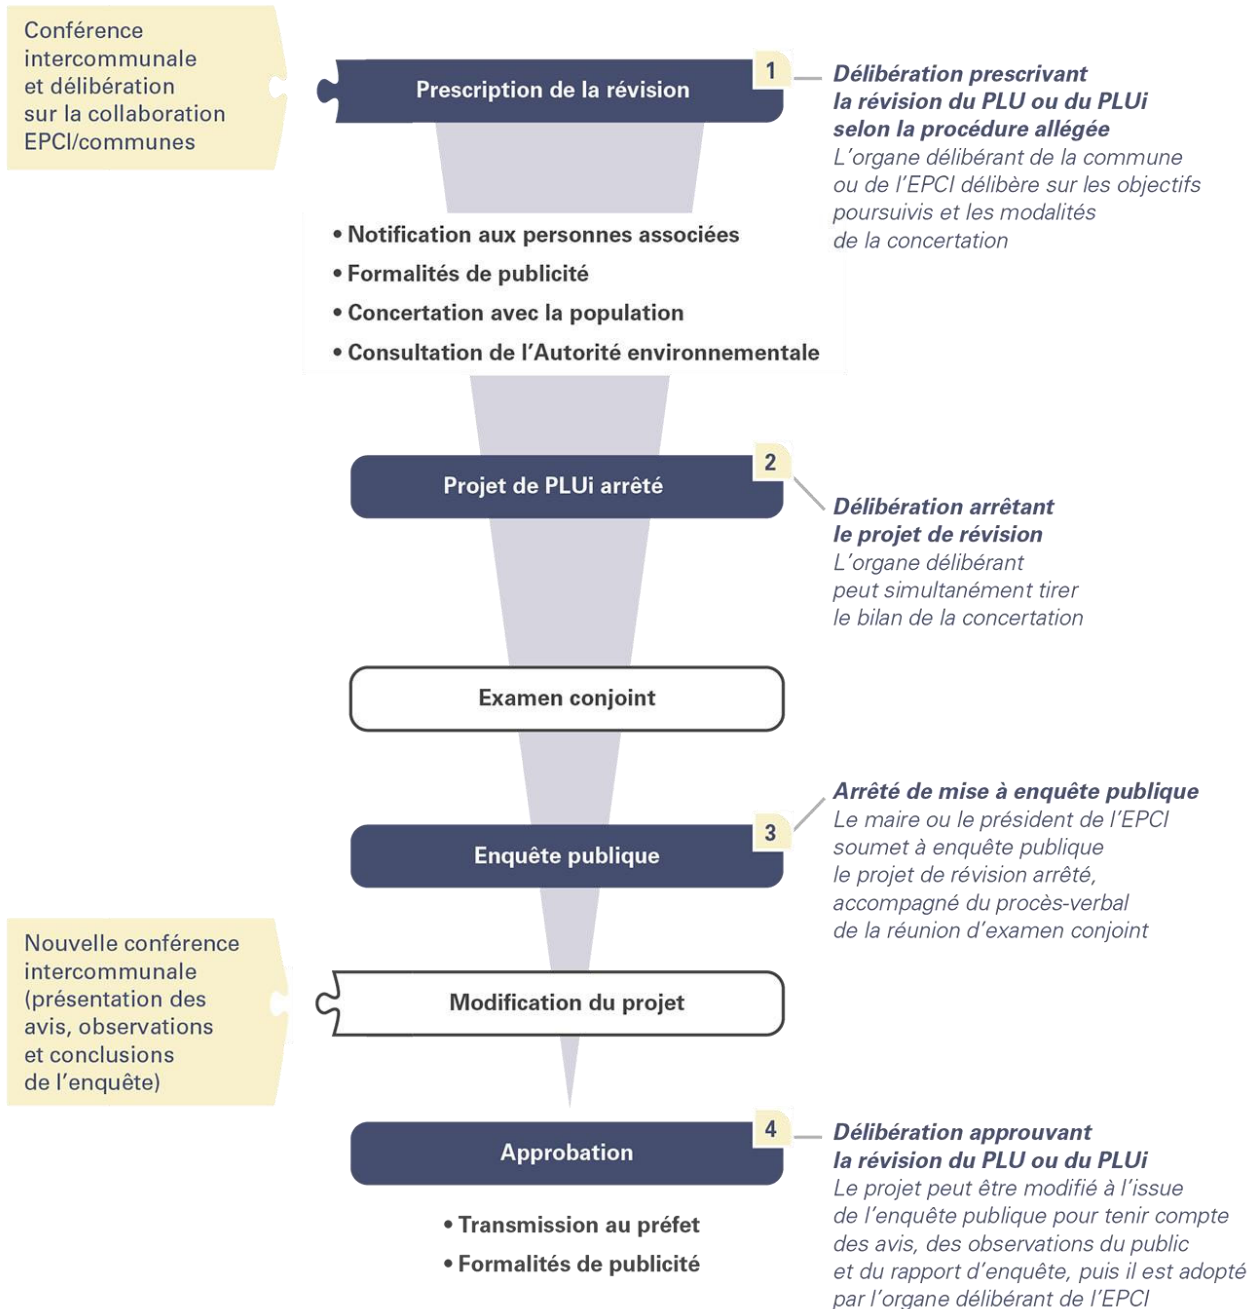 Conférence
intercommunale
et délibération
sur la collaboration
EPCI/communes
Prescription de la révision
1
Délibération prescrivant
la révision du PLU ou du PLUi
selon la procédure allégée
L'organe délibérant de la commune
ou de l'EPCI délibère sur les objectifs
poursuivis et les modalités
de la concertation
• Notification aux personnes associées
• Formalités de publicité
• Concertation avec la population
• Consultation de l'Autorité environnementale
Projet de PLUi arrêté
2
Délibération arrêtant
le projet de révision
L'organe délibérant
peut simultanément tirer
le bilan de la concertation
Examen conjoint
Enquête publique
3
Arrêté de mise à enquête publique
Le maire ou le président de l'EPCI
soumet à enquête publique
le projet de révision arrêté,
accompagné du procès-verbal
de la réunion d'examen conjoint
Nouvelle conférence
intercommunale
(présentation des
avis, observations
et conclusions
de l'enquête)
Modification du projet
Approbation
4
Délibération approuvant
la révision du PLU ou du PLUi
Le projet peut être modifié à l'issue
de l'enquête publique pour tenir compte
des avis, des observations du public
et du rapport d'enquête, puis il est adopté
par l'organe délibérant de l'EPCI
• Transmission au préfet
• Formalités de publicité